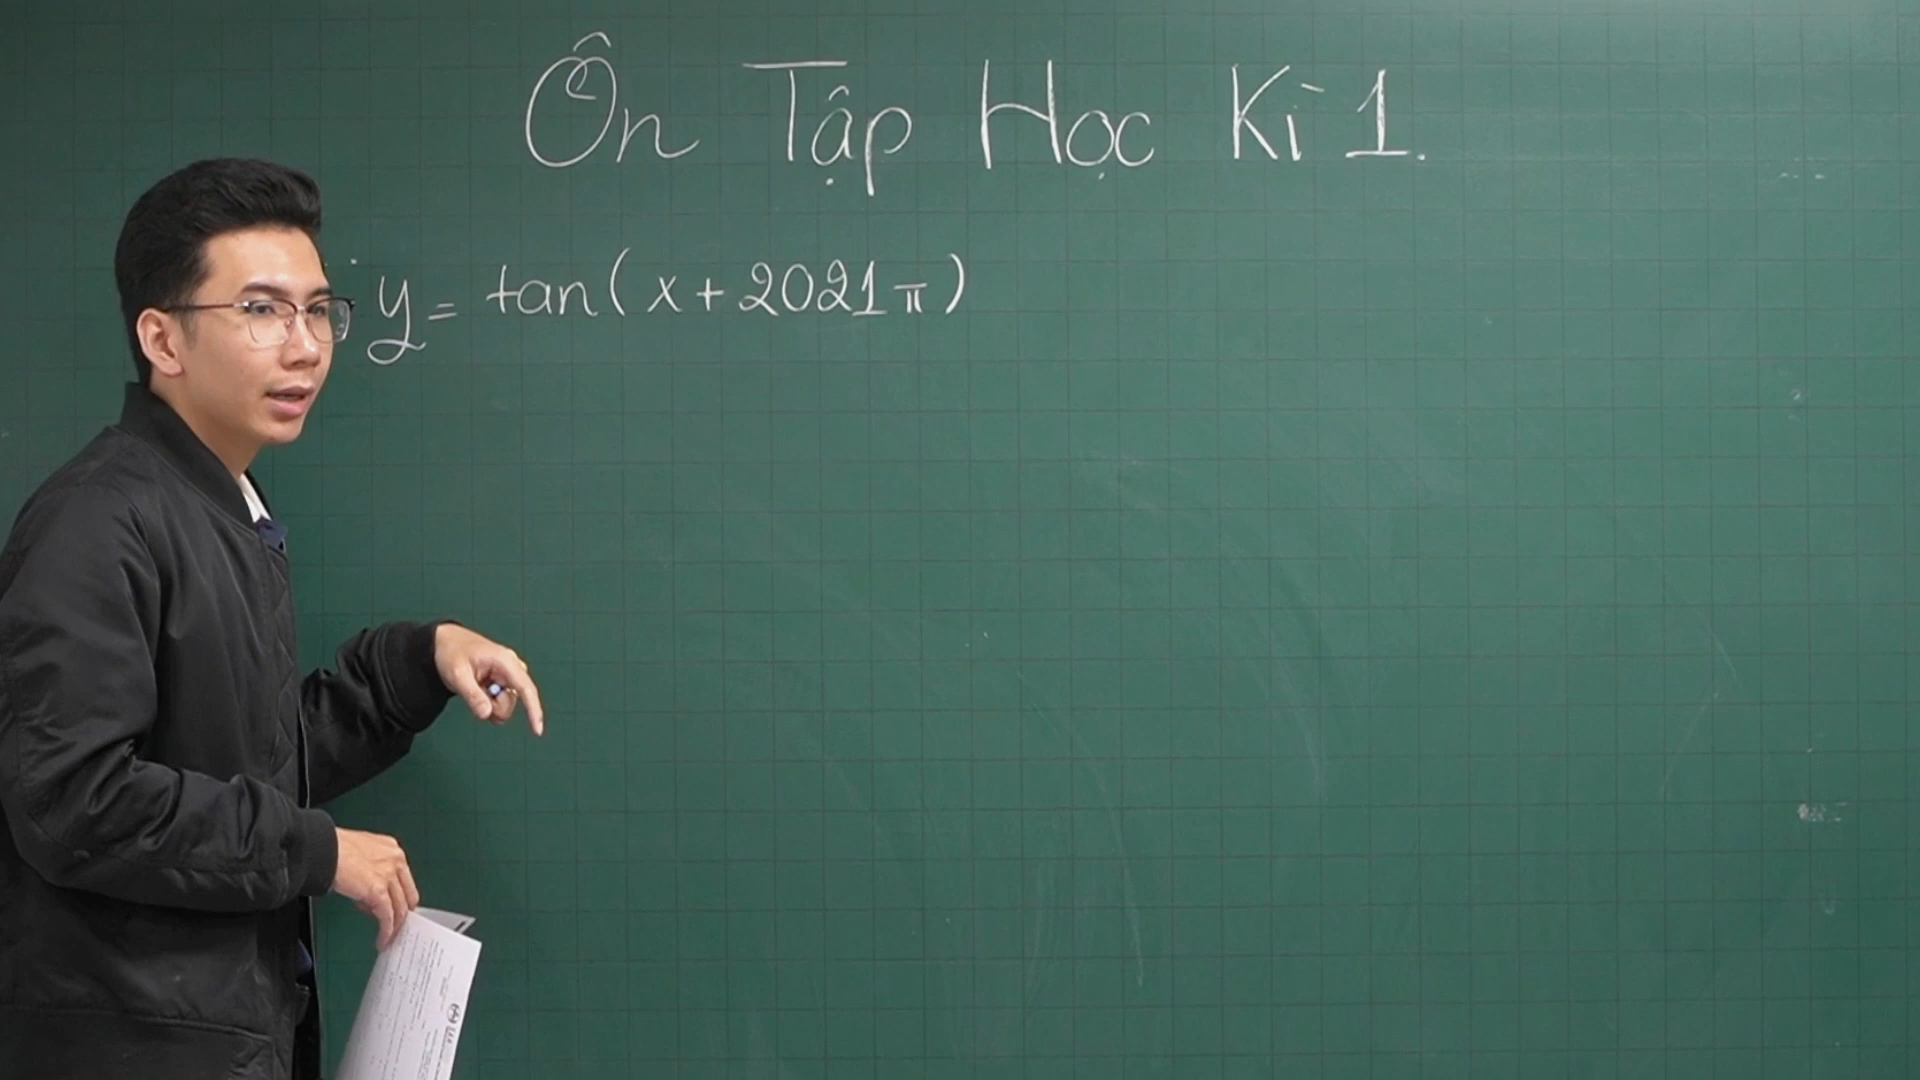 Ôn Tập Học Kì 1.
y = tan(x + 2021π)